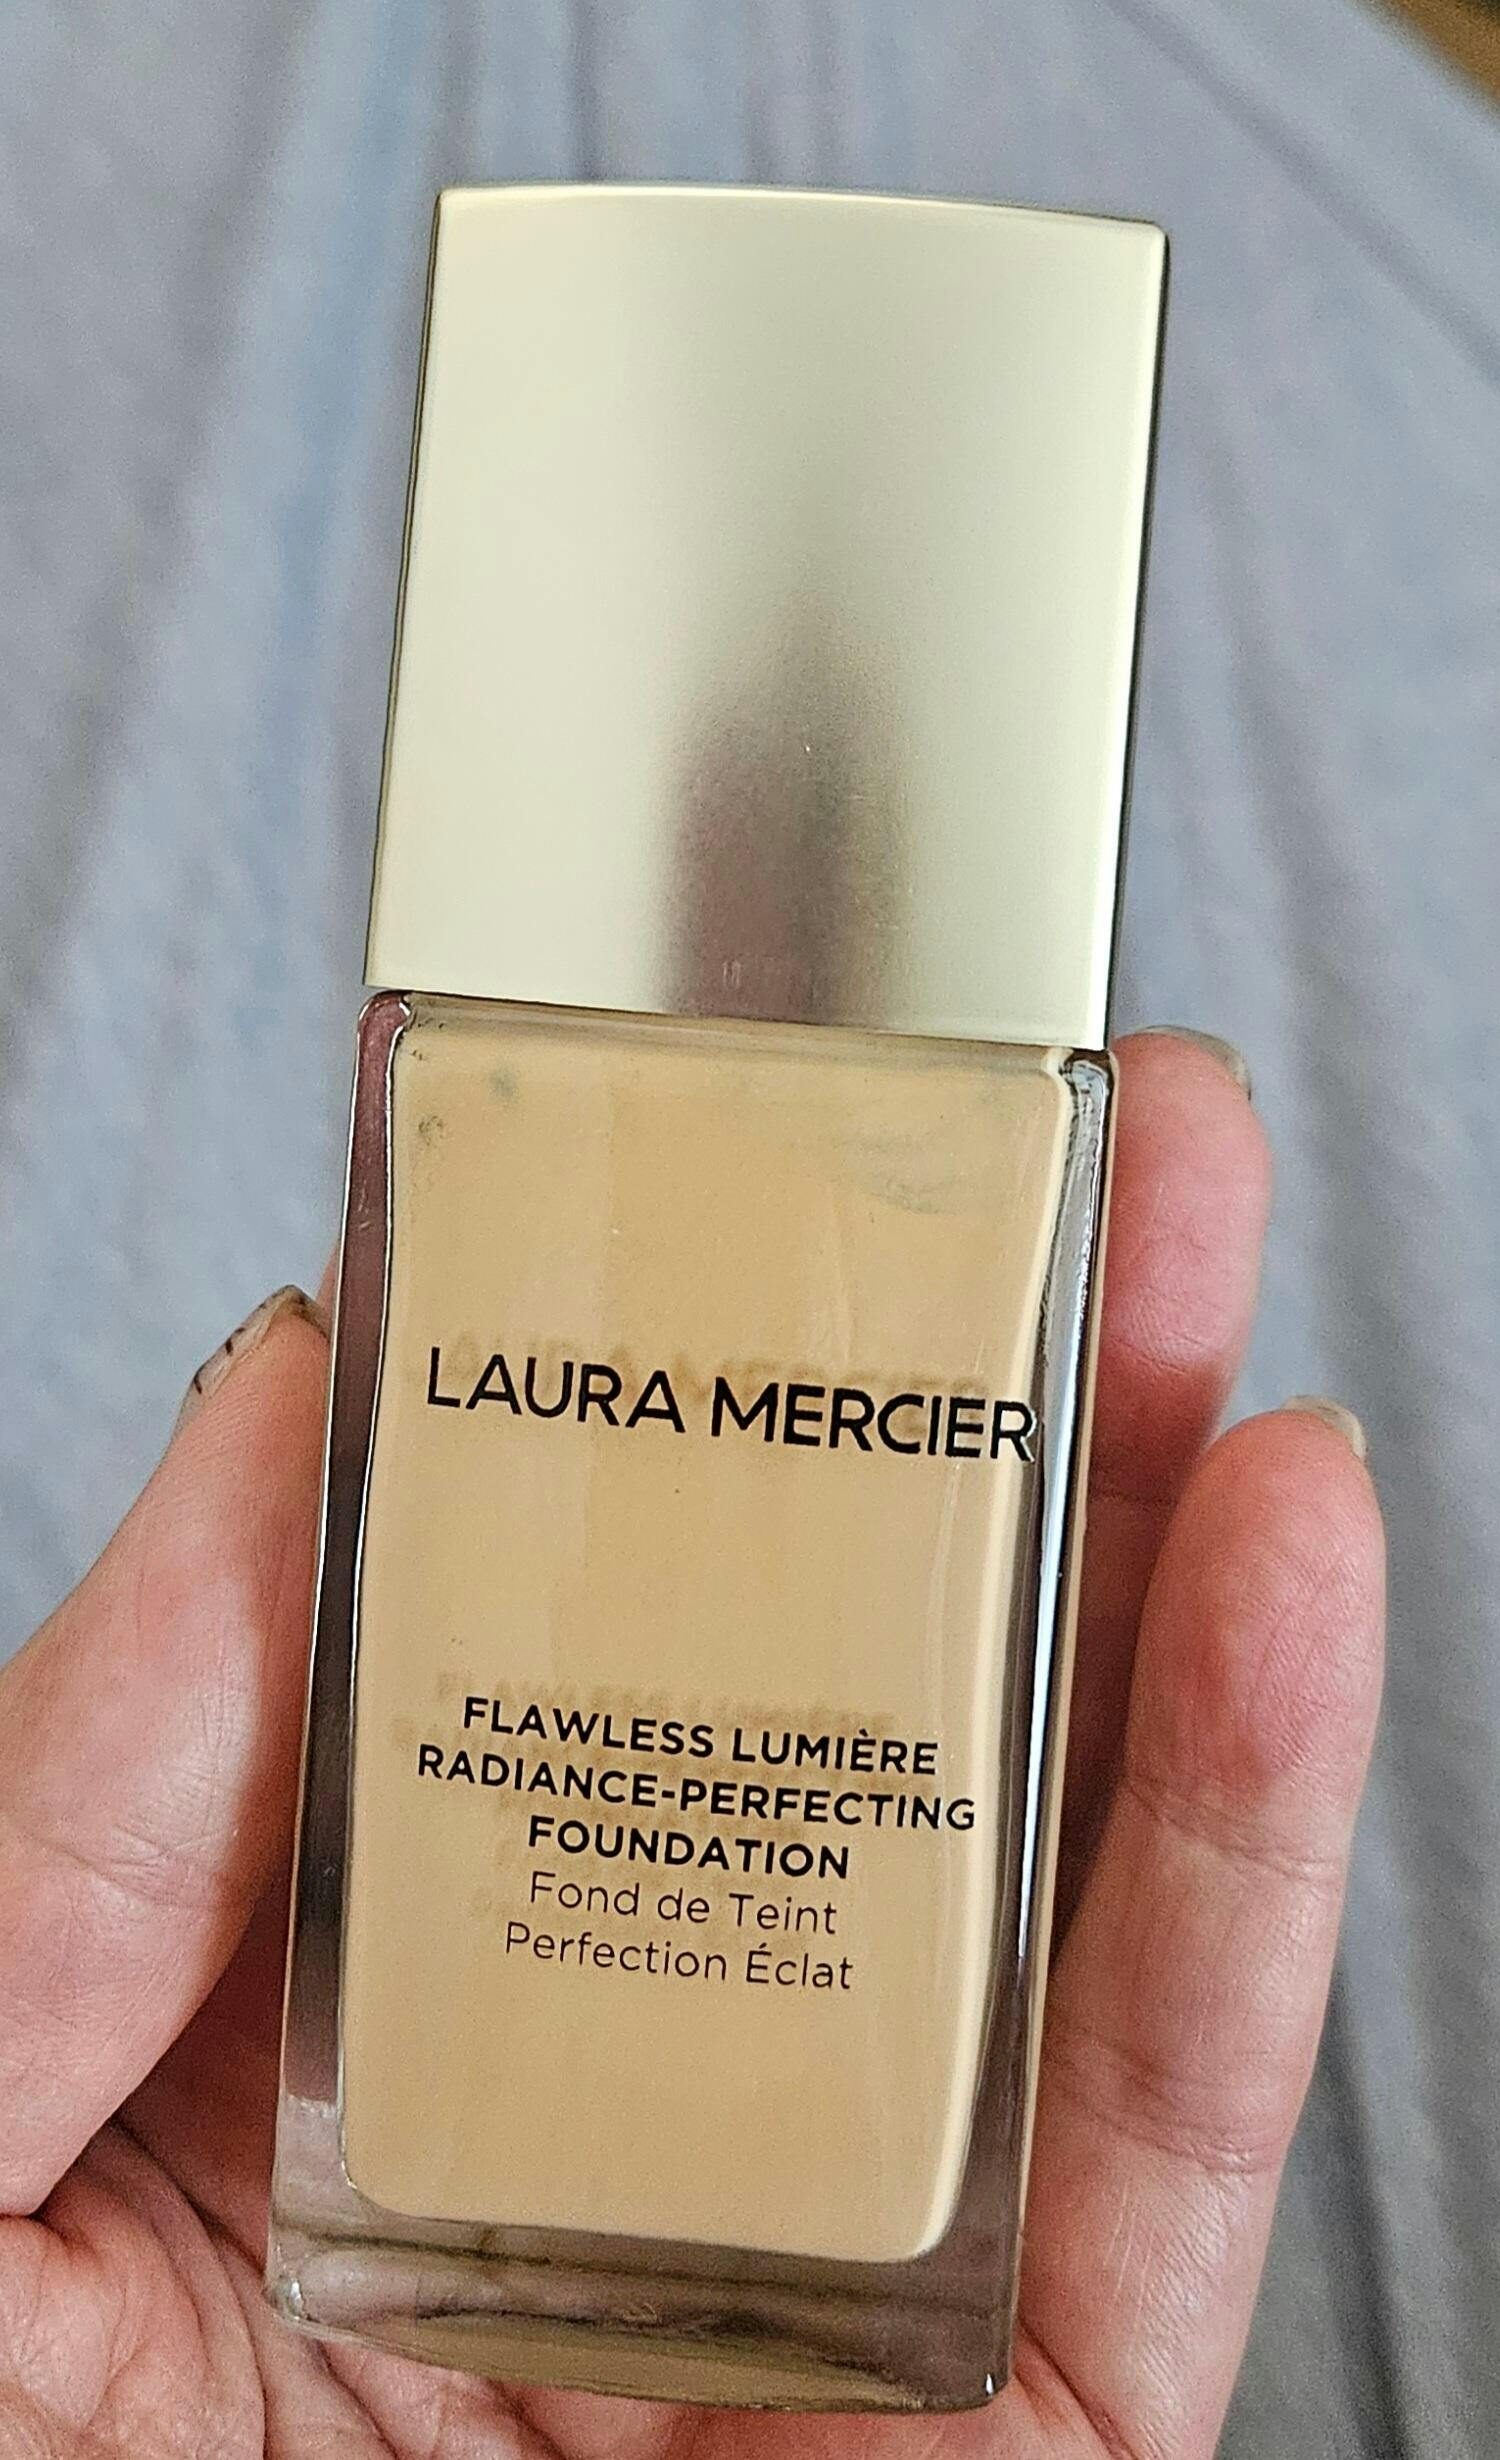 LAURA MERCIER
FLAWLESS LUMIÈRE
RADIANCE-PERFECTING
FOUNDATION
Fond de Teint
Perfection Éclat